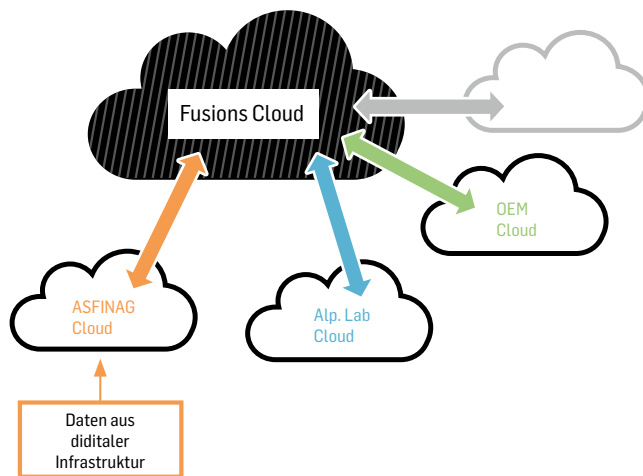 Fusions Cloud
OEM
Cloud
ASFINAG
Cloud
Alp. Lab
Cloud
Daten aus
diditaler
Infrastruktur